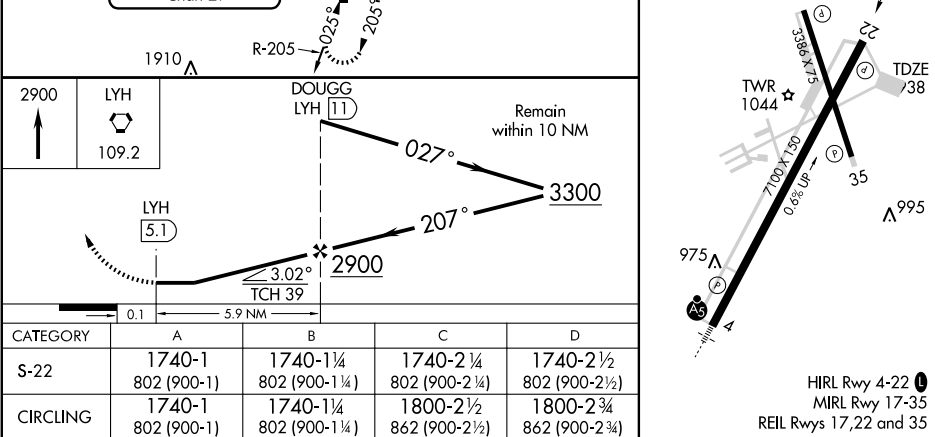 R-205
025°
205°
1910
2900
LYH
109.2
DOUGG
LYH 11
Remain
within 10 NM
027°
3300
207°
2900
LYH
5.1
3.02°
TCH 39
0.1
5.9 NM
CATEGORY A B C D
S-22 1740-1 1740-1¼ 1740-2¼ 1740-2½
802 (900-1) 802 (900-1¼) 802 (900-2¼) 802 (900-2½)
CIRCLING 1740-1 1740-1¼ 1800-2½ 1800-2¾
802 (900-1) 802 (900-1¼) 862 (900-2½) 862 (900-2¾)
P
22
3386 X 75
P
TDZE
938
TWR
1044
P
35
7100 X 150
0.6% UP
995
975
P
A5
4
HIRL Rwy 4-22 L
MIRL Rwy 17-35
REIL Rwys 17,22 and 35